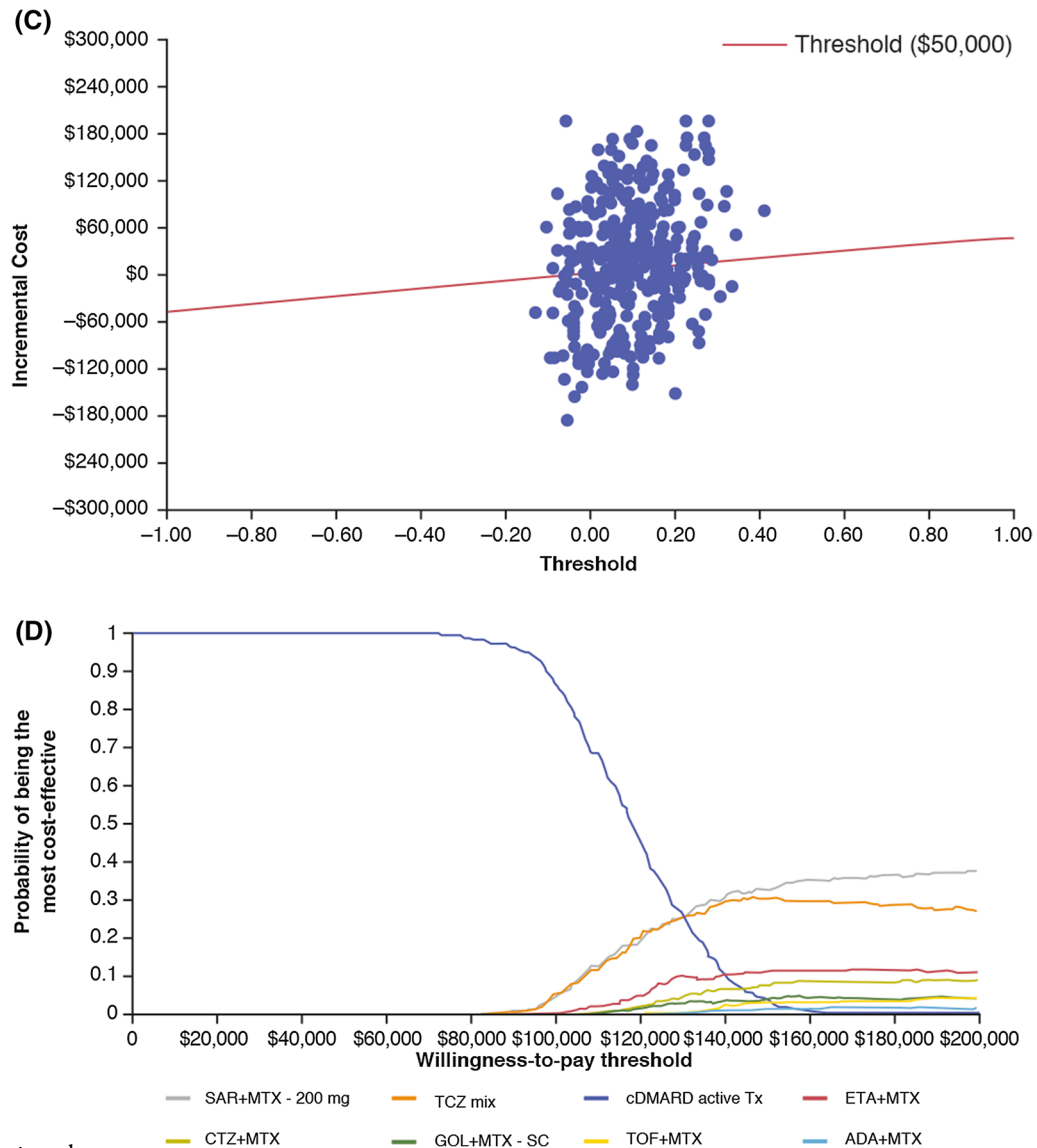 (C)
Threshold ($50,000)
$300,000
$240,000
$180,000
$120,000
$60,000
$0
–$60,000
–$120,000
–$180,000
$240,000
–$300,000
Incremental Cost
–1.00 –0.80 –0.60 –0.40 –0.20 0.00 0.20 0.40 0.60 0.80 1.00
Threshold
(D)
1
0.9
0.8
0.7
0.6
0.5
0.4
0.3
0.2
0.1
0
Probability of being the
most cost-effective
0 $20,000 $40,000 $60,000 $80,000 $100,000 $120,000 $140,000 $160,000 $180,000 $200,000
Willingness-to-pay threshold
SAR+MTX - 200 mg TCZ mix cDMARD active Tx ETA+MTX
CTZ+MTX GOL+MTX - SC TOF+MTX ADA+MTX